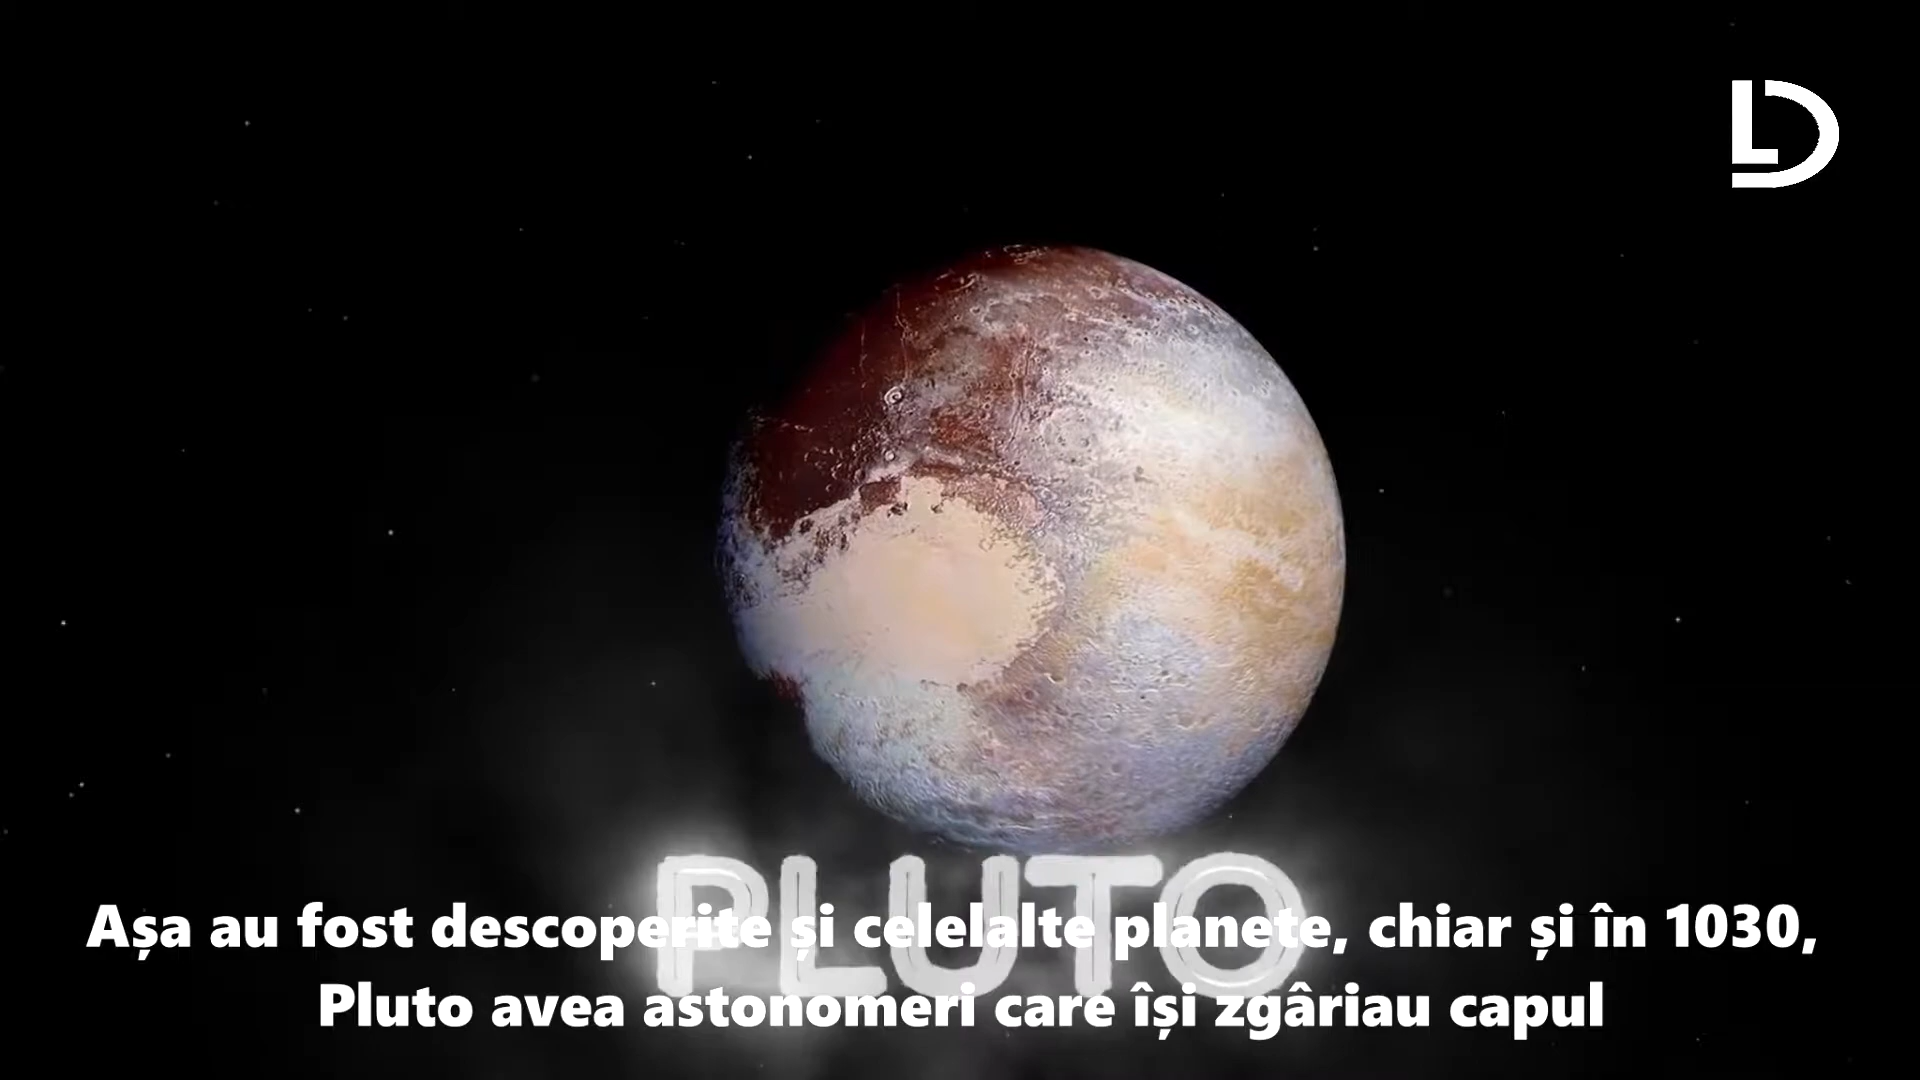 PLUTO
Așa au fost descoperite și celelalte planete, chiar și în 1030,
Pluto avea astonomeri care își zgâriau capul